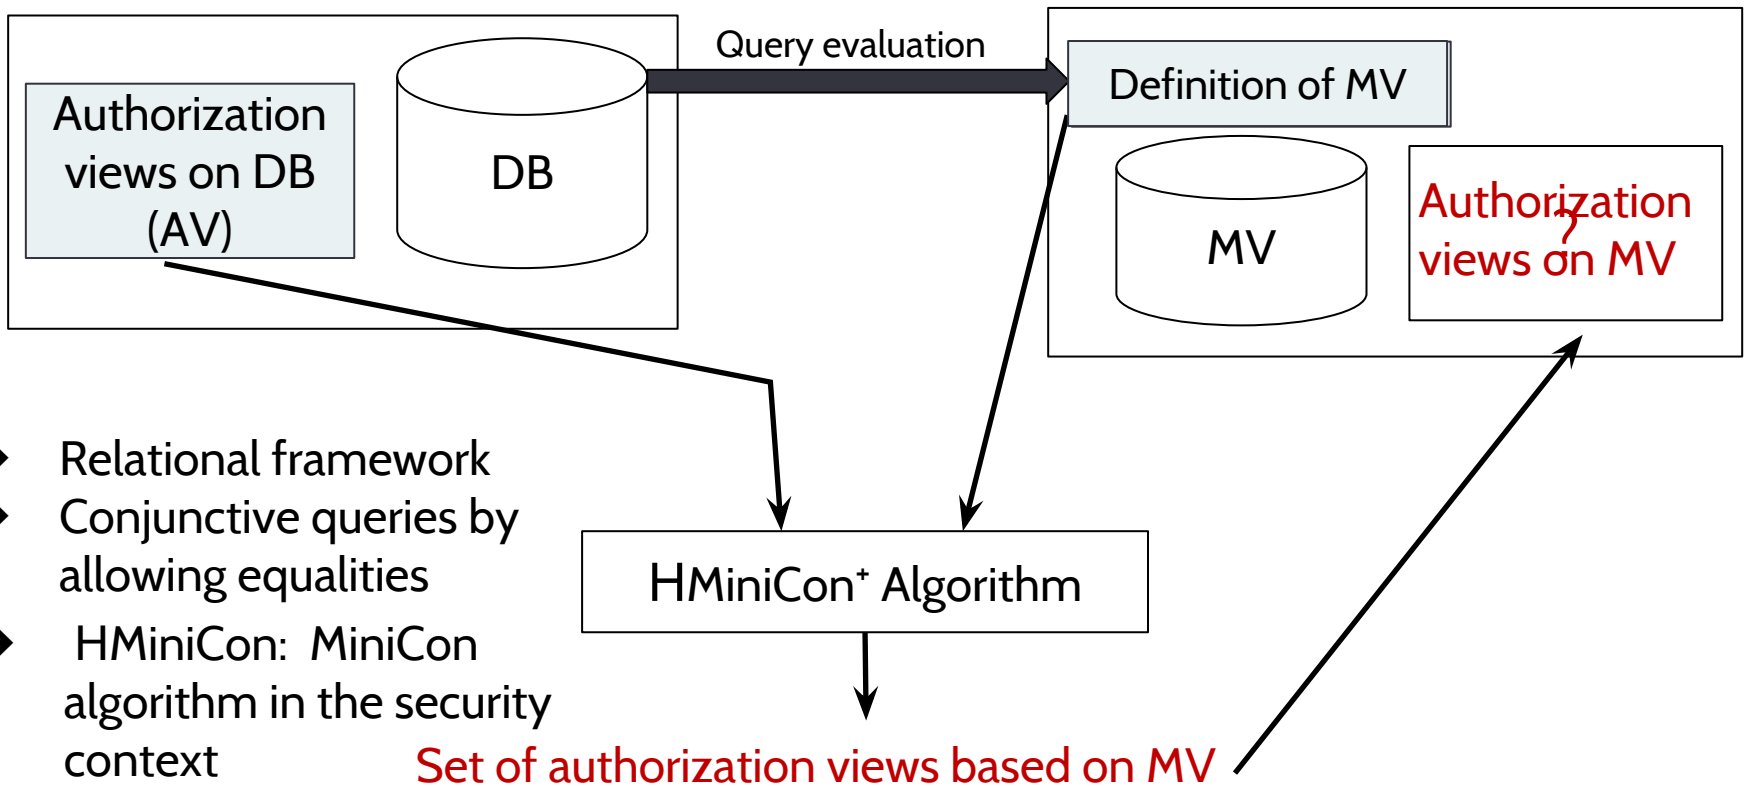 Query evaluation
Authorization
views on DB
(AV)
DB
Definition of MV
MV
Authorization
views on MV
?
Relational framework
Conjunctive queries by
allowing equalities
HMiniCon: MiniCon
algorithm in the security
context
HMiniCon⁺ Algorithm
Set of authorization views based on MV